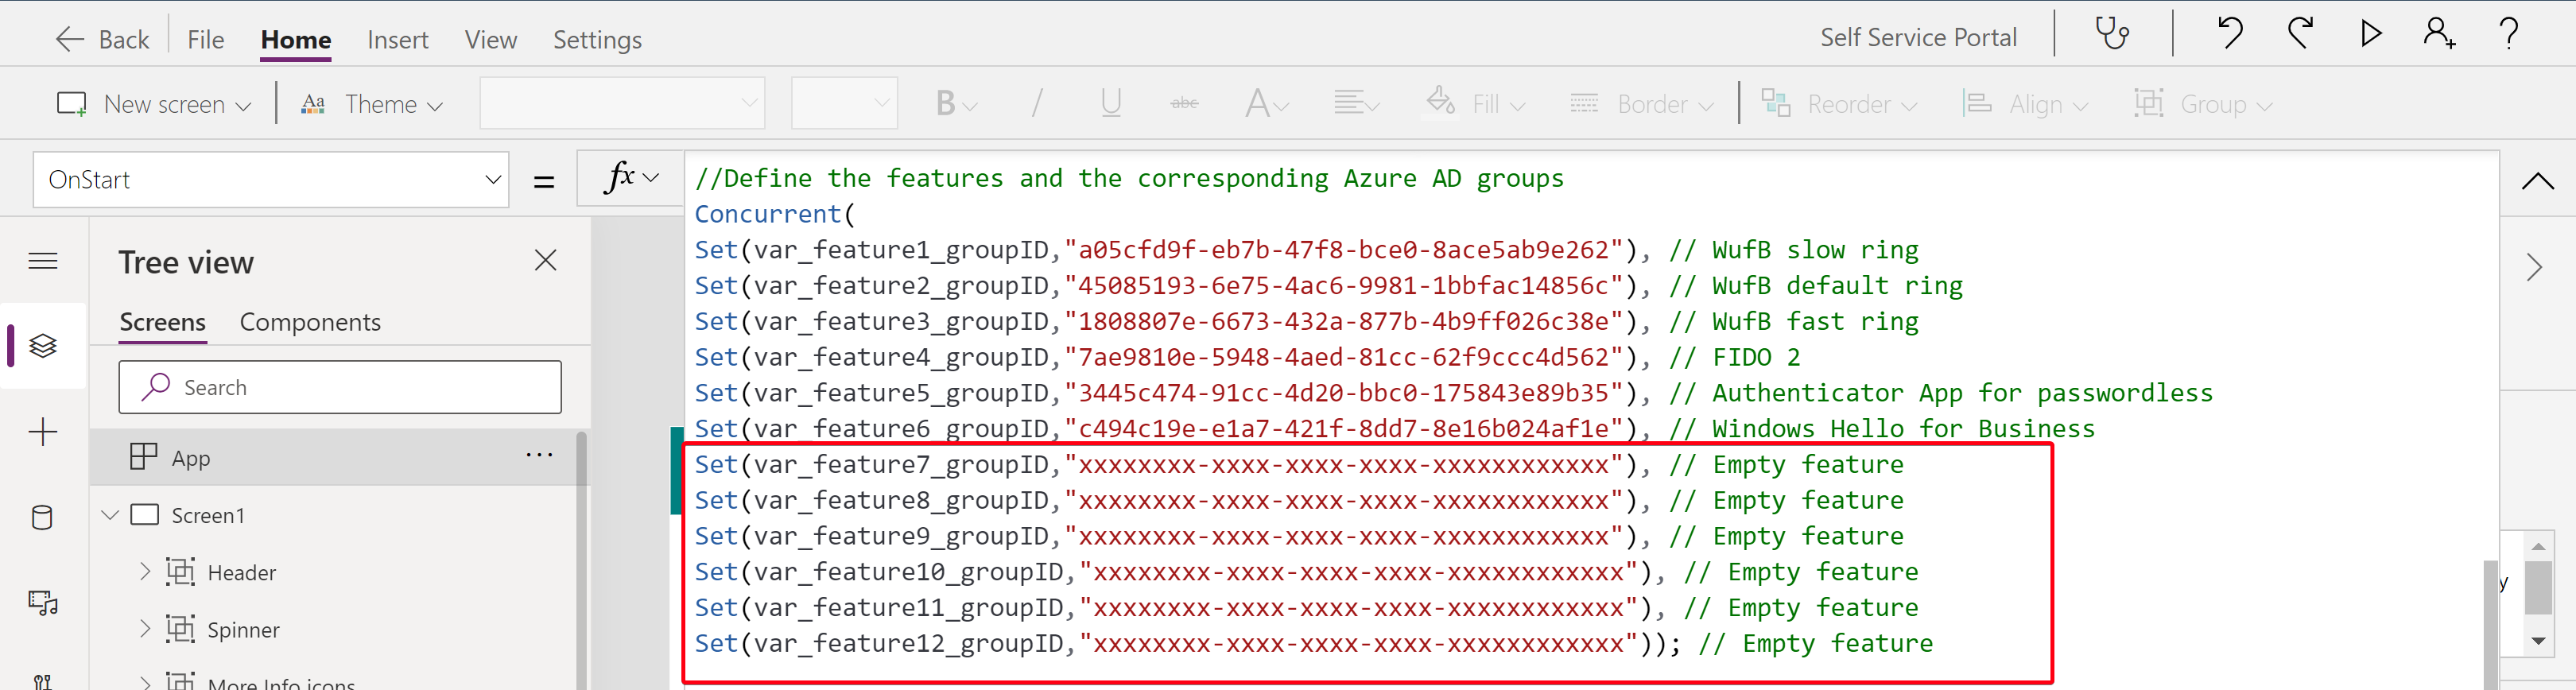 Back File Home Insert View Settings Self Service Portal
New screen Aa Theme B / U abc A Fill Border Reorder Align Group
OnStart = fx
//Define the features and the corresponding Azure AD groups
Concurrent(
Set(var_feature1_groupID,"a05cfd9f-eb7b-47f8-bce0-8ace5ab9e262"), // WufB slow ring
Set(var_feature2_groupID,"45085193-6e75-4ac6-9981-1bbfac14856c"), // WufB default ring
Set(var_feature3_groupID,"1808807e-6673-432a-877b-4b9ff026c38e"), // WufB fast ring
Set(var_feature4_groupID,"7ae9810e-5948-4aed-81cc-62f9ccc4d562"), // FIDO 2
Set(var_feature5_groupID,"3445c474-91cc-4d20-bbc0-175843e89b35"), // Authenticator App for passwordless
Set(var_feature6_groupID,"c494c19e-e1a7-421f-8dd7-8e16b024af1e"), // Windows Hello for Business
Set(var_feature7_groupID,"xxxxxxxx-xxxx-xxxx-xxxx-xxxxxxxxxxxx"), // Empty feature
Set(var_feature8_groupID,"xxxxxxxx-xxxx-xxxx-xxxx-xxxxxxxxxxxx"), // Empty feature
Set(var_feature9_groupID,"xxxxxxxx-xxxx-xxxx-xxxx-xxxxxxxxxxxx"), // Empty feature
Set(var_feature10_groupID,"xxxxxxxx-xxxx-xxxx-xxxx-xxxxxxxxxxxx"), // Empty feature
Set(var_feature11_groupID,"xxxxxxxx-xxxx-xxxx-xxxx-xxxxxxxxxxxx"), // Empty feature
Set(var_feature12_groupID,"xxxxxxxx-xxxx-xxxx-xxxx-xxxxxxxxxxxx")); // Empty feature
Tree view
Screens Components
Search
App
Screen1
Header
Spinner
More Info icons
y